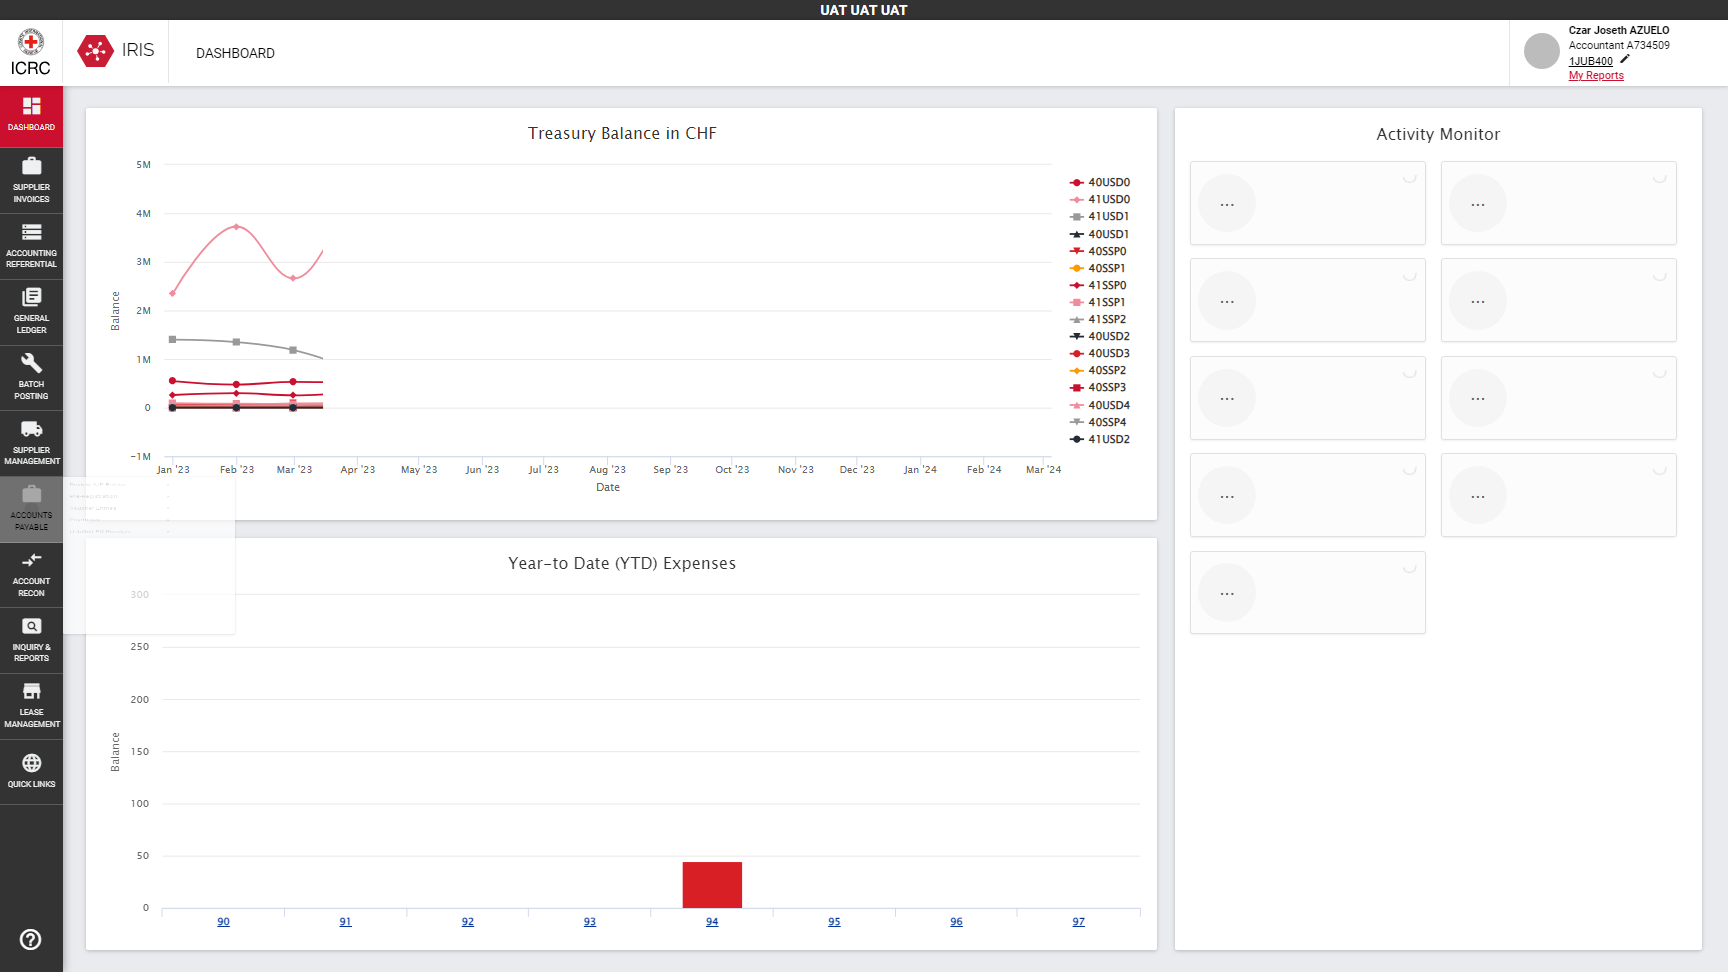 UAT UAT UAT
ICRC
IRIS
DASHBOARD
Czar Joseth AZUELO
Accountant A734509
1JUB400
My Reports
DASHBOARD
SUPPLIER
INVOICES
ACCOUNTING
REFERENTIAL
GENERAL
LEDGER
BATCH
POSTING
SUPPLIER
MANAGEMENT
ACCOUNTS
PAYABLE
ACCOUNT
RECON
INQUIRY &
REPORTS
LEASE
MANAGEMENT
QUICK LINKS
Treasury Balance in CHF
5M
4M
3M
2M
1M
0
−1M
Balance
Jan '23 Feb '23 Mar '23 Apr '23 May '23 Jun '23 Jul '23 Aug '23 Sep '23 Oct '23 Nov '23 Dec '23 Jan '24 Feb '24 Mar '24
Date
40USD0
41USD0
41USD1
40USD1
40SSP0
40SSP1
41SSP0
41SSP1
41SSP2
40USD2
40USD3
40SSP2
40SSP3
40USD4
40SSP4
41USD2
Year-to Date (YTD) Expenses
300
250
200
150
100
50
0
Balance
90 91 92 93 94 95 96 97
Activity Monitor
... ...
... ...
... ...
... ...
...